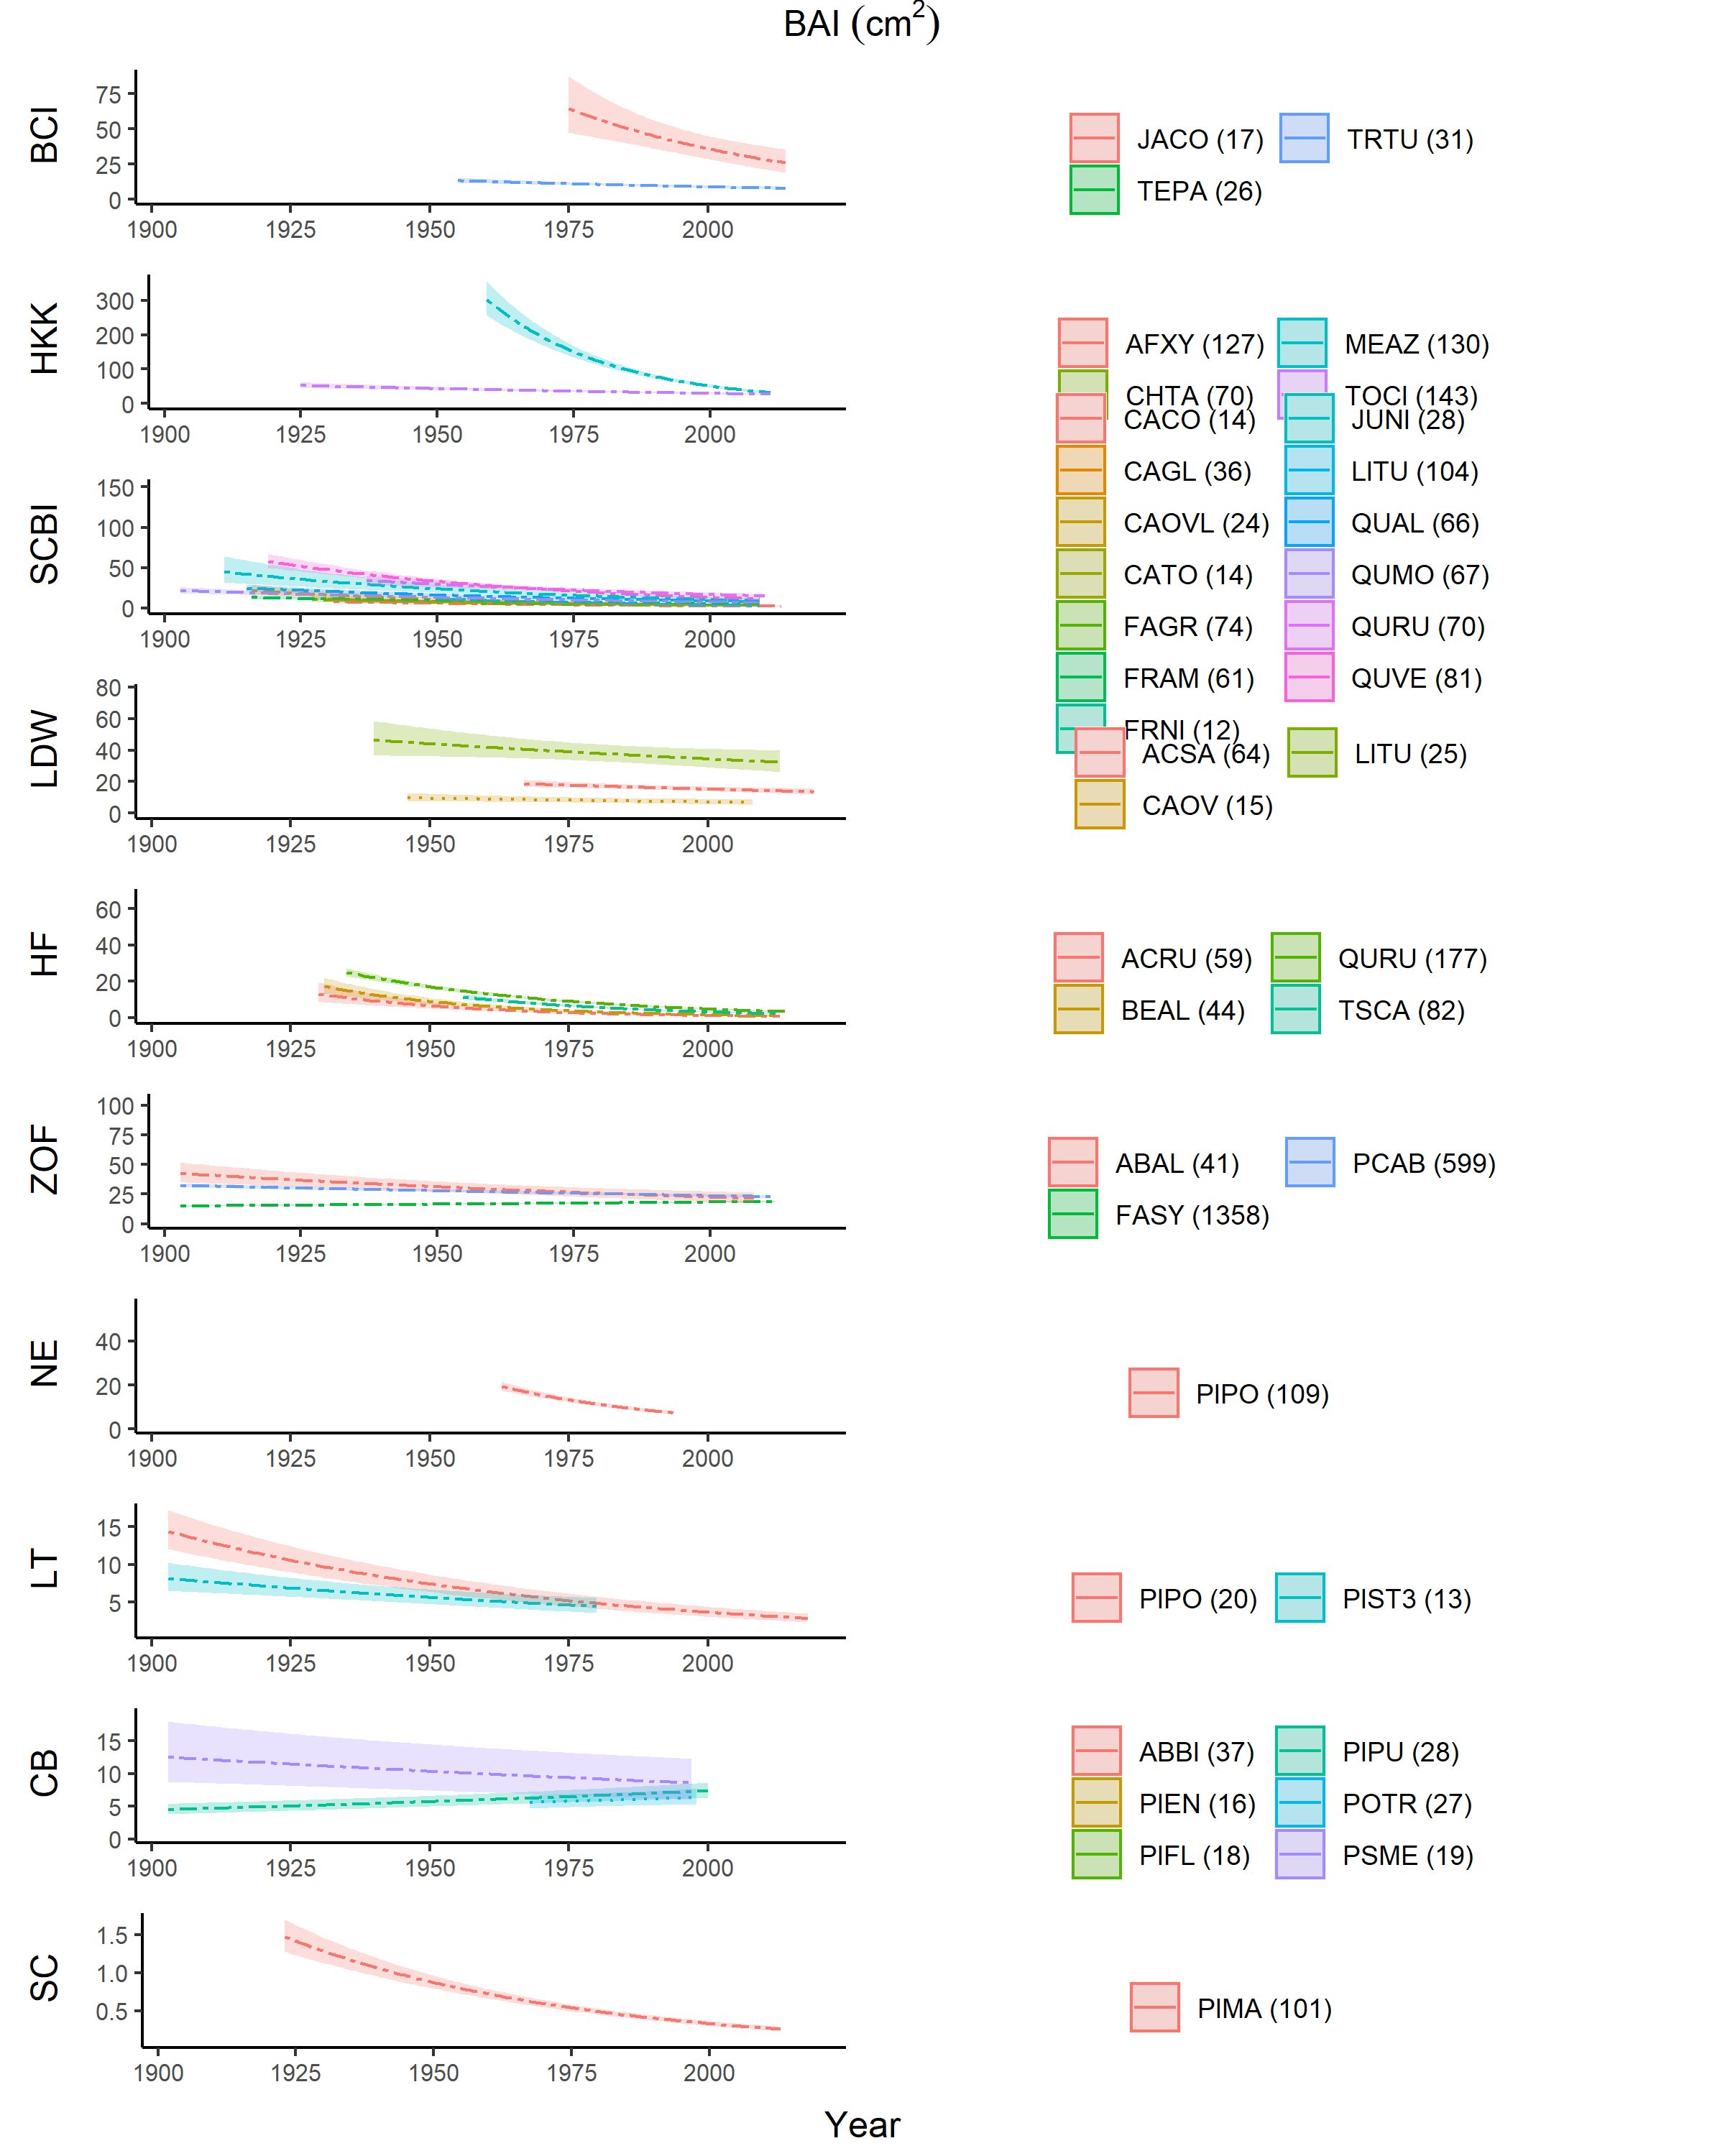 BAI (cm²)
BCI
75
50
25
0
1900 1925 1950 1975 2000
JACO (17) TRTU (31)
TEPA (26)
HKK
300
200
100
0
1900 1925 1950 1975 2000
AFXY (127) MEAZ (130)
CHTA (70) TOCI (143)
SCBI
150
100
50
0
1900 1925 1950 1975 2000
CACO (14) JUNI (28)
CAGL (36) LITU (104)
CAOVL (24) QUAL (66)
CATO (14) QUMO (67)
FAGR (74) QURU (70)
FRAM (61) QUVE (81)
FRNI (12)
LDW
80
60
40
20
0
1900 1925 1950 1975 2000
ACSA (64) LITU (25)
CAOV (15)
HF
60
40
20
0
1900 1925 1950 1975 2000
ACRU (59) QURU (177)
BEAL (44) TSCA (82)
ZOF
100
75
50
25
0
1900 1925 1950 1975 2000
ABAL (41) PCAB (599)
FASY (1358)
NE
40
20
0
1900 1925 1950 1975 2000
PIPO (109)
LT
15
10
5
1900 1925 1950 1975 2000
PIPO (20) PIST3 (13)
CB
15
10
5
0
1900 1925 1950 1975 2000
ABBI (37) PIPU (28)
PIEN (16) POTR (27)
PIFL (18) PSME (19)
SC
1.5
1.0
0.5
1900 1925 1950 1975 2000
PIMA (101)
Year